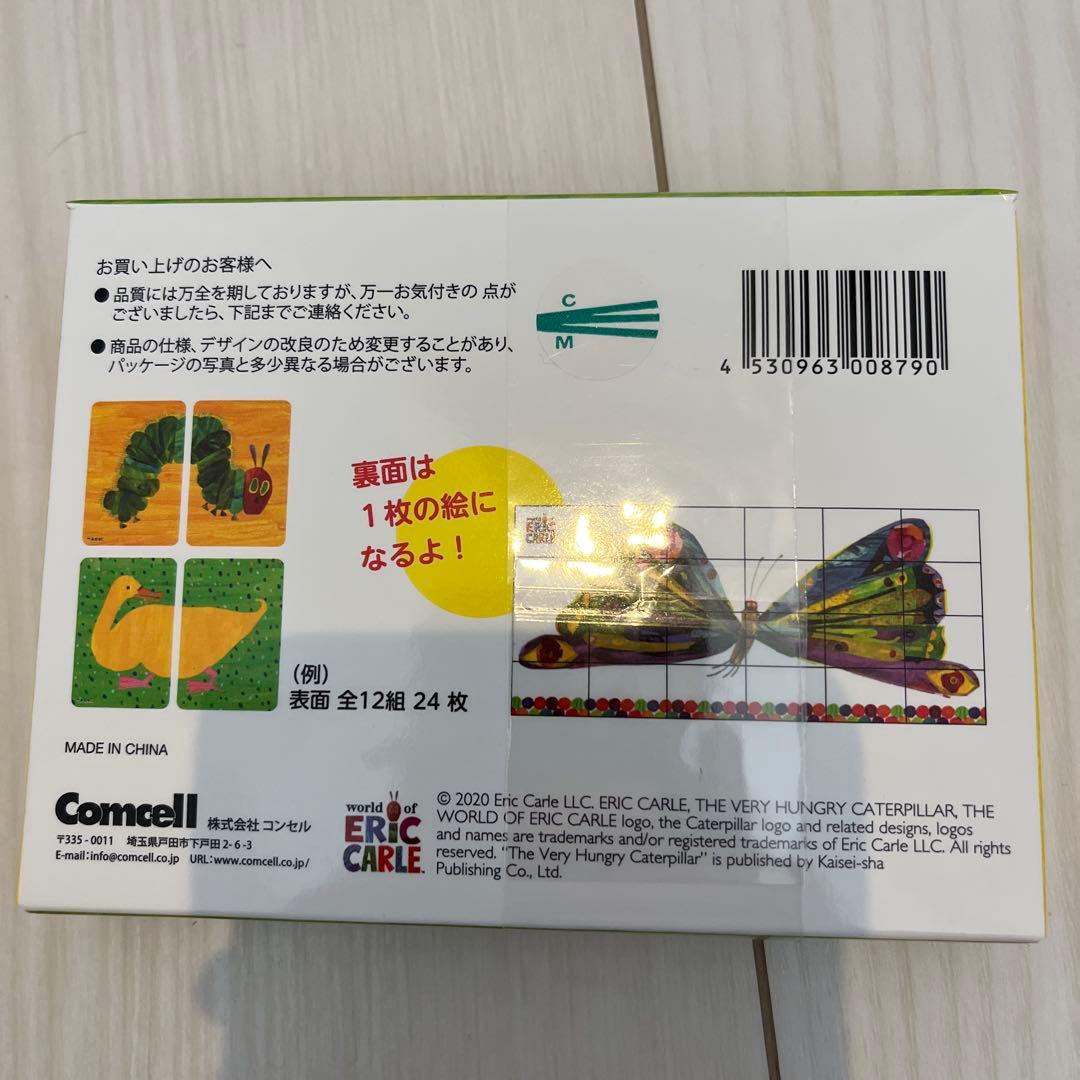 お買い上げのお客様へ
● 品質には万全を期しておりますが、万一お気付きの 点が
ございましたら、下記までご連絡ください。
● 商品の仕様、デザインの改良のため変更することがあり、
パッケージの写真と多少異なる場合がございます。
C
M
4 530963 008790
裏面は
1枚の絵に
なるよ！
ERIC
CARLE
(例)
表面 全12組 24 枚
MADE IN CHINA
Comcell 株式会社 コンセル
〒335-0011 埼玉県戸田市下戸田 2-6-3
E-mail:info@comcell.co.jp URL:www.comcell.co.jp/
world of
ERIC
CARLE.
© 2020 Eric Carle LLC. ERIC CARLE, THE VERY HUNGRY CATERPILLAR, THE
WORLD OF ERIC CARLE logo, the Caterpillar logo and related designs, logos
and names are trademarks and/or registered trademarks of Eric Carle LLC. All rights
reserved. "The Very Hungry Caterpillar" is published by Kaisei-sha
Publishing Co., Ltd.